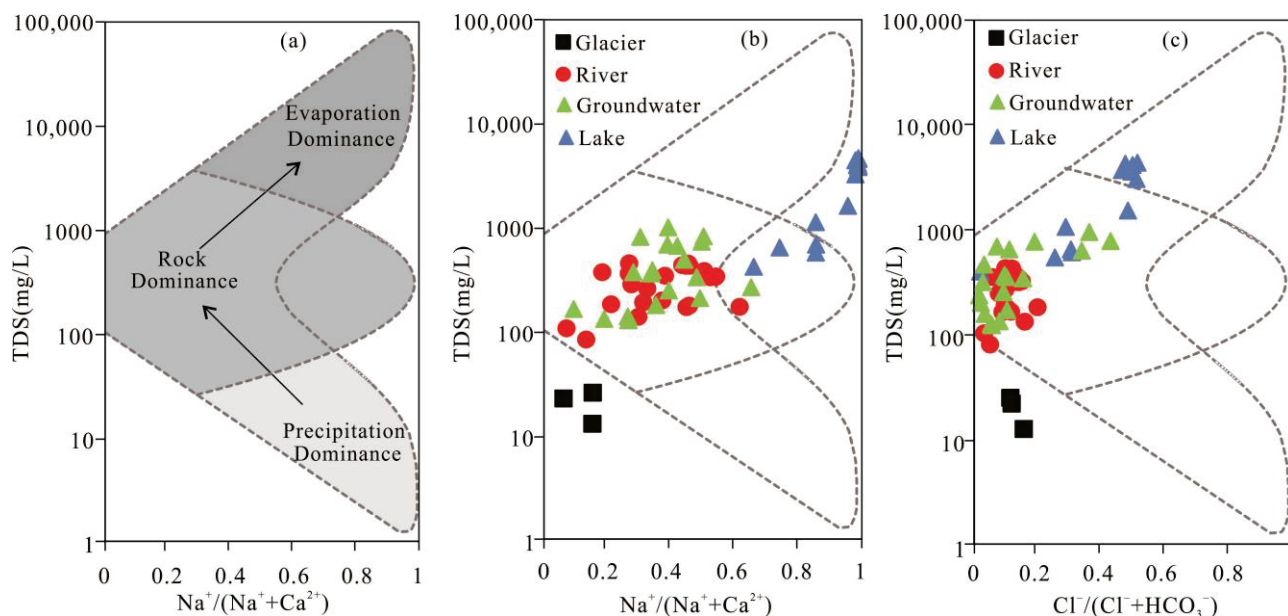 100,000
10,000
1000
100
10
1
TDS(mg/L)
(a)
Evaporation
Dominance
Rock
Dominance
Precipitation
Dominance
0 0.2 0.4 0.6 0.8 1
Na⁺/(Na⁺+Ca²⁺)
100,000
10,000
1000
100
10
1
TDS(mg/L)
(b)
Glacier
River
Groundwater
Lake
0 0.2 0.4 0.6 0.8 1
Na⁺/(Na⁺+Ca²⁺)
100,000
10,000
1000
100
10
1
TDS(mg/L)
(c)
Glacier
River
Groundwater
Lake
0 0.2 0.4 0.6 0.8 1
Cl⁻/(Cl⁻+HCO₃⁻)